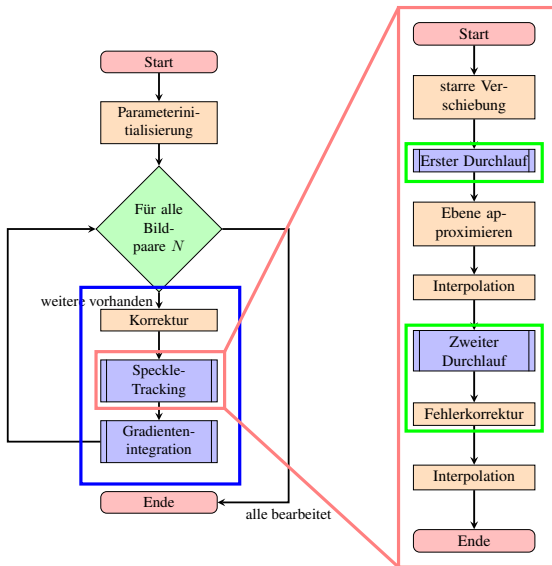 Start
Parameterini-
tialisierung
Für alle
Bild-
paare N
weitere vorhanden
Korrektur
Speckle-
Tracking
Gradienten-
integration
Ende
alle bearbeitet
Start
starre Ver-
schiebung
Erster Durchlauf
Ebene ap-
proximieren
Interpolation
Zweiter
Durchlauf
Fehlerkorrektur
Interpolation
Ende